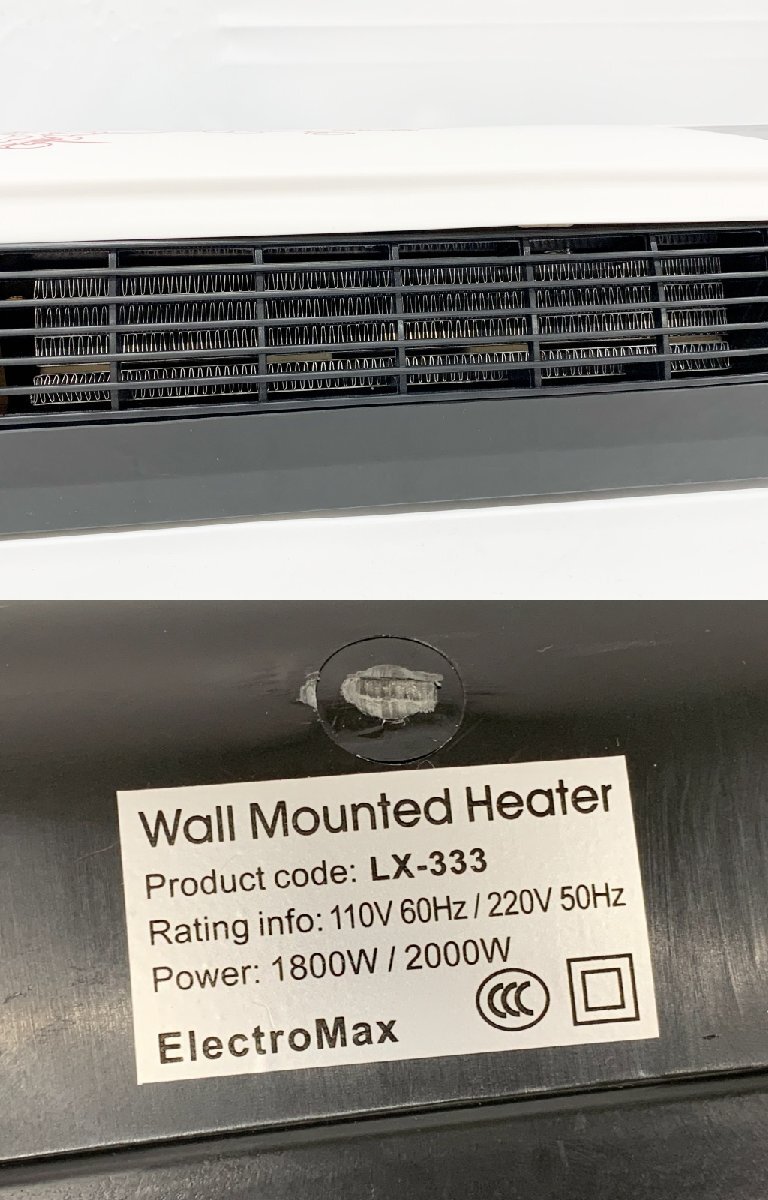 Wall Mounted Heater
Product code: LX-333
Rating info: 110V 60Hz / 220V 50Hz
Power: 1800W / 2000W
CCC
ElectroMax